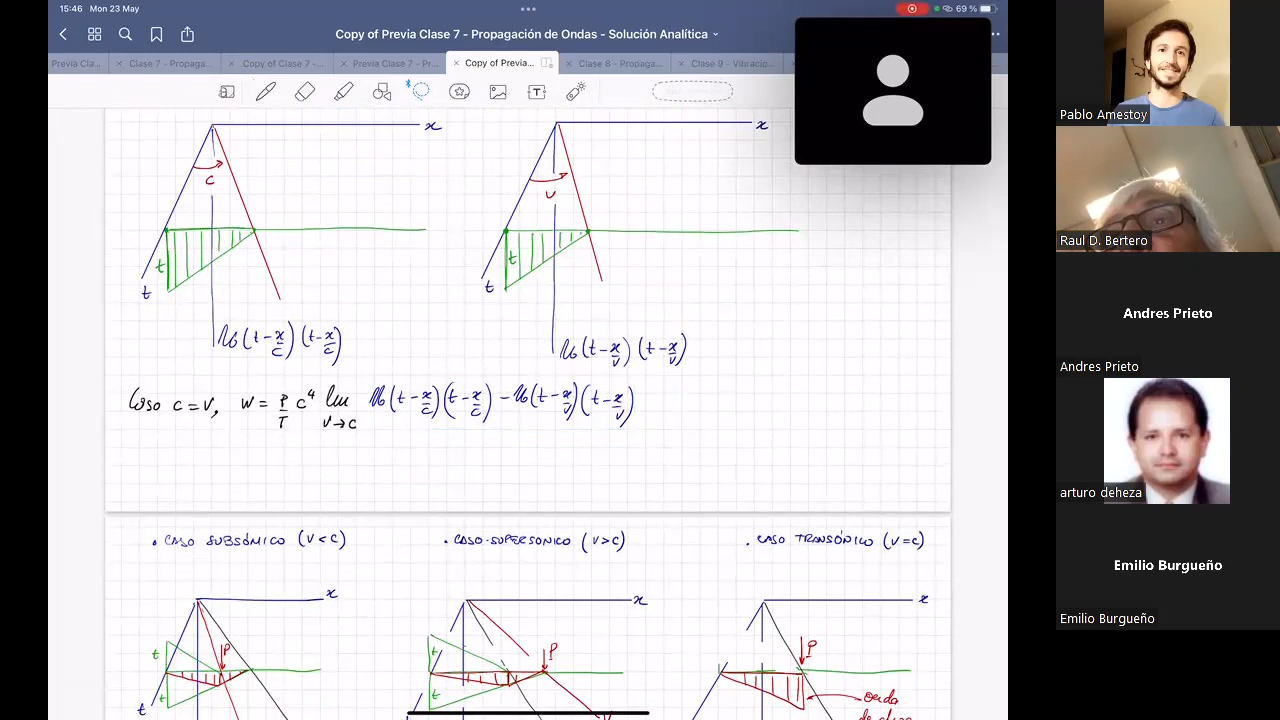 15:46 Mon 23 May
69 %
Copy of Previa Clase 7 - Propagación de Ondas - Solución Analítica
Previa Cla...
Clase 7 - Propaga...
Copy of Clase 7 -...
Previa Clase 7 - Pr...
Copy of Previa...
Clase 8 - Propaga...
Clase 9 - Vibracio...
x
x
c
v
t
t
t
t
(t-x/c) (t-x/c)
(t-x/v) (t-x/v)
Caso c = v, w = P/T c⁴ lim v→c (t-x/c)(t-x/c) - (t-x/v)(t-x/v)
. CASO SUBSÓNICO (v < c)
. CASO SUPERSONICO (v > c)
. CASO TRANSÓNICO (v = c)
x
x
x
t
P
t
t
t
P
t
P
onda
de
Pablo Amestoy
Raul D. Bertero
Andres Prieto
Andres Prieto
arturo deheza
Emilio Burgueño
Emilio Burgueño